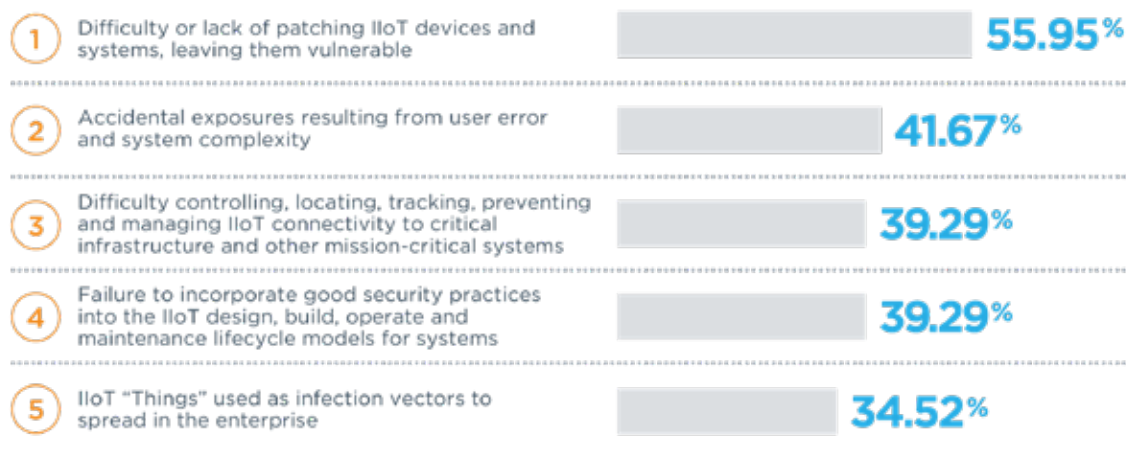 1
Difficulty or lack of patching IIoT devices and
systems, leaving them vulnerable
55.95%
2
Accidental exposures resulting from user error
and system complexity
41.67%
3
Difficulty controlling, locating, tracking, preventing
and managing IIoT connectivity to critical
infrastructure and other mission-critical systems
39.29%
4
Failure to incorporate good security practices
into the IIoT design, build, operate and
maintenance lifecycle models for systems
39.29%
5
IIoT “Things” used as infection vectors to
spread in the enterprise
34.52%